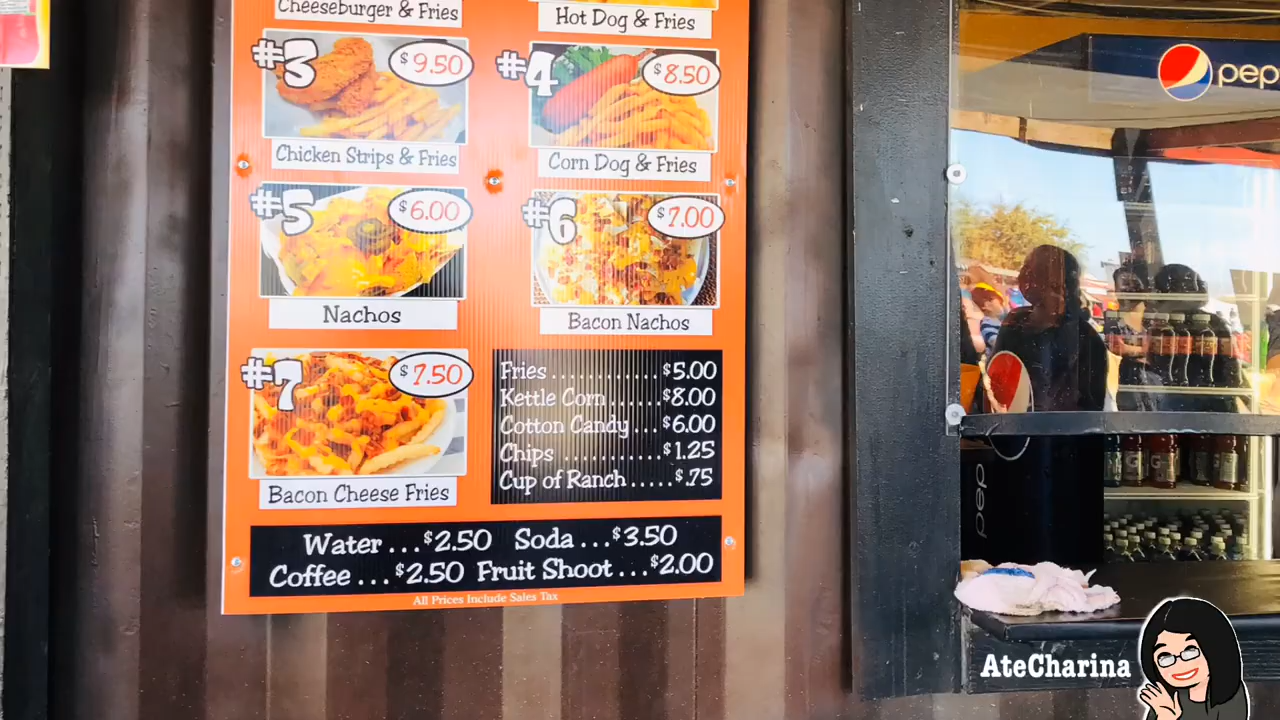 Cheeseburger & Fries
Hot Dog & Fries
#3
$9.50
Chicken Strips & Fries
#4
$8.50
Corn Dog & Fries
#5
$6.00
Nachos
#6
$7.00
Bacon Nachos
#7
$7.50
Bacon Cheese Fries
Fries ............ $5.00
Kettle Corn ...... $8.00
Cotton Candy ... $6.00
Chips .......... $1.25
Cup of Ranch ..... $.75
Water ... $2.50 Soda ... $3.50
Coffee ... $2.50 Fruit Shoot ... $2.00
All Prices Include Sales Tax
pep
pep
G
G
AteCharina